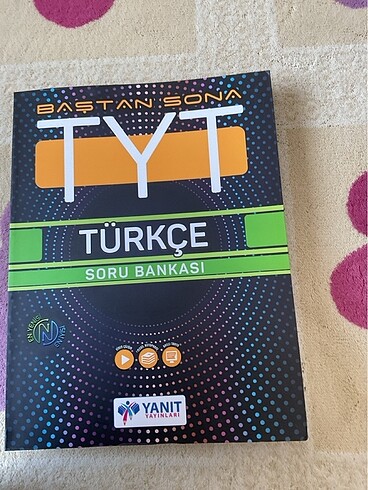 BAŞTAN SONA
TYT
TÜRKÇE
SORU BANKASI
YANIT
YAYINLARI